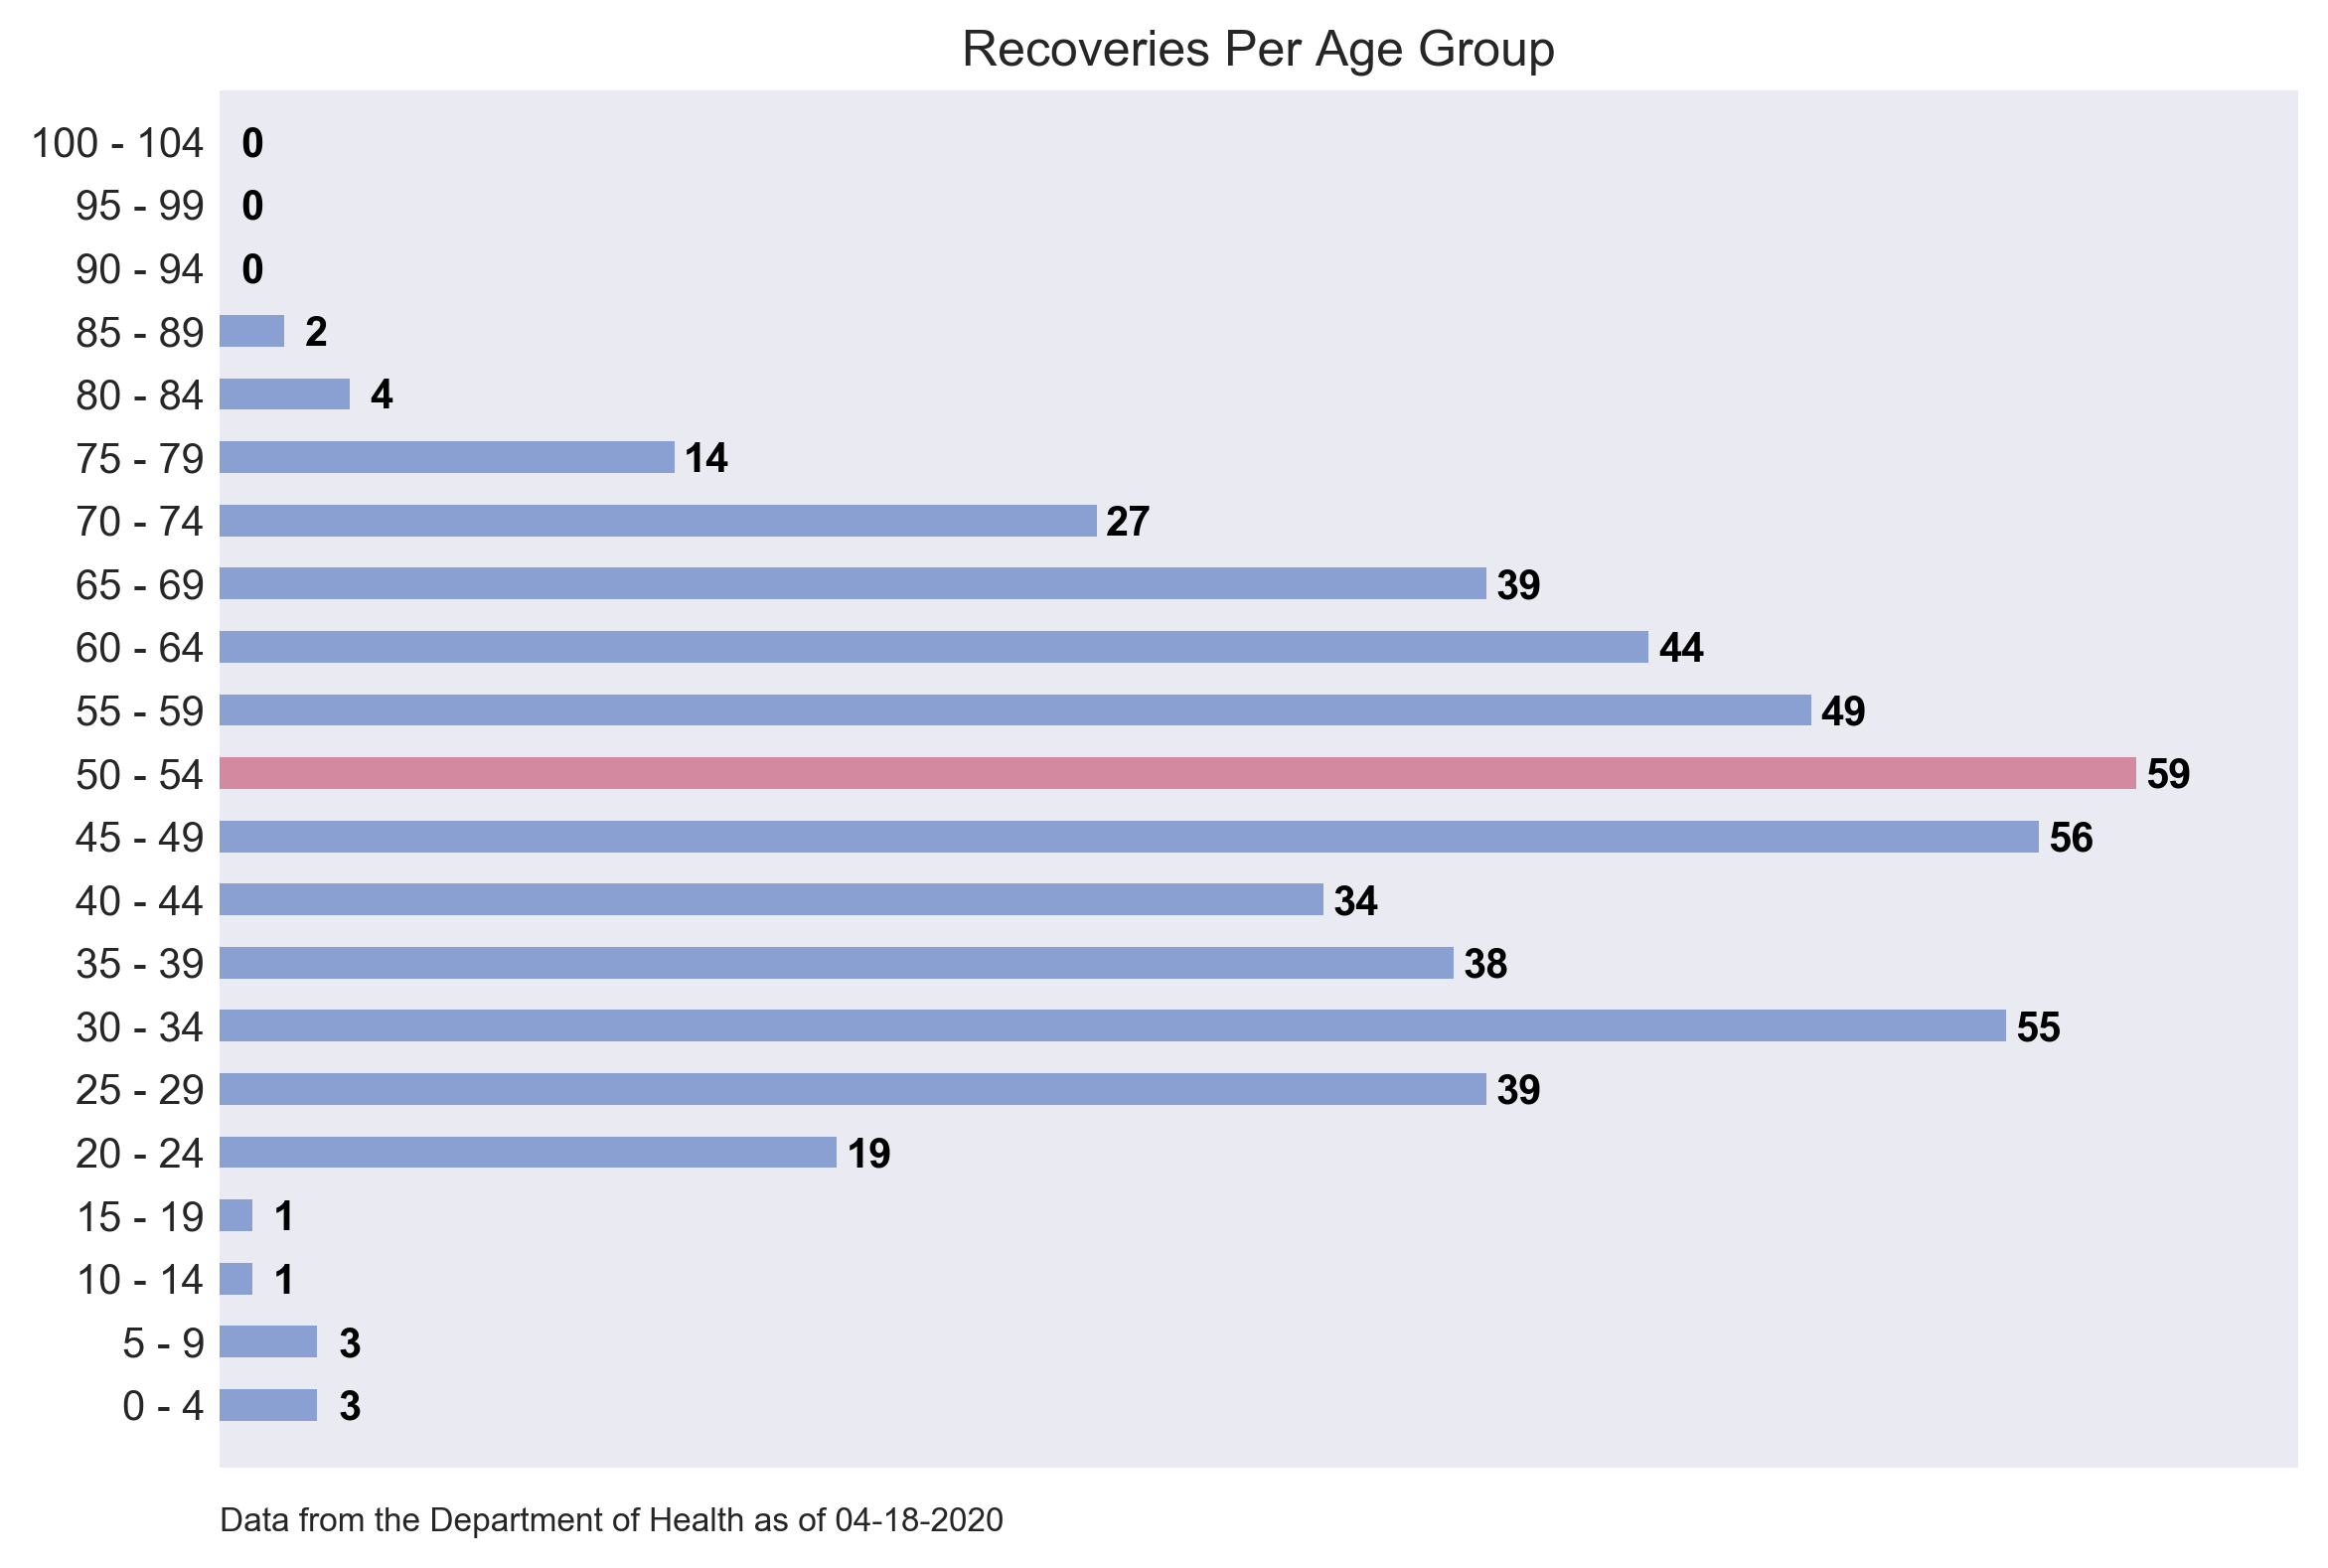 Recoveries Per Age Group
100 - 104 0
95 - 99 0
90 - 94 0
85 - 89 2
80 - 84 4
75 - 79 14
70 - 74 27
65 - 69 39
60 - 64 44
55 - 59 49
50 - 54 59
45 - 49 56
40 - 44 34
35 - 39 38
30 - 34 55
25 - 29 39
20 - 24 19
15 - 19 1
10 - 14 1
5 - 9 3
0 - 4 3
Data from the Department of Health as of 04-18-2020